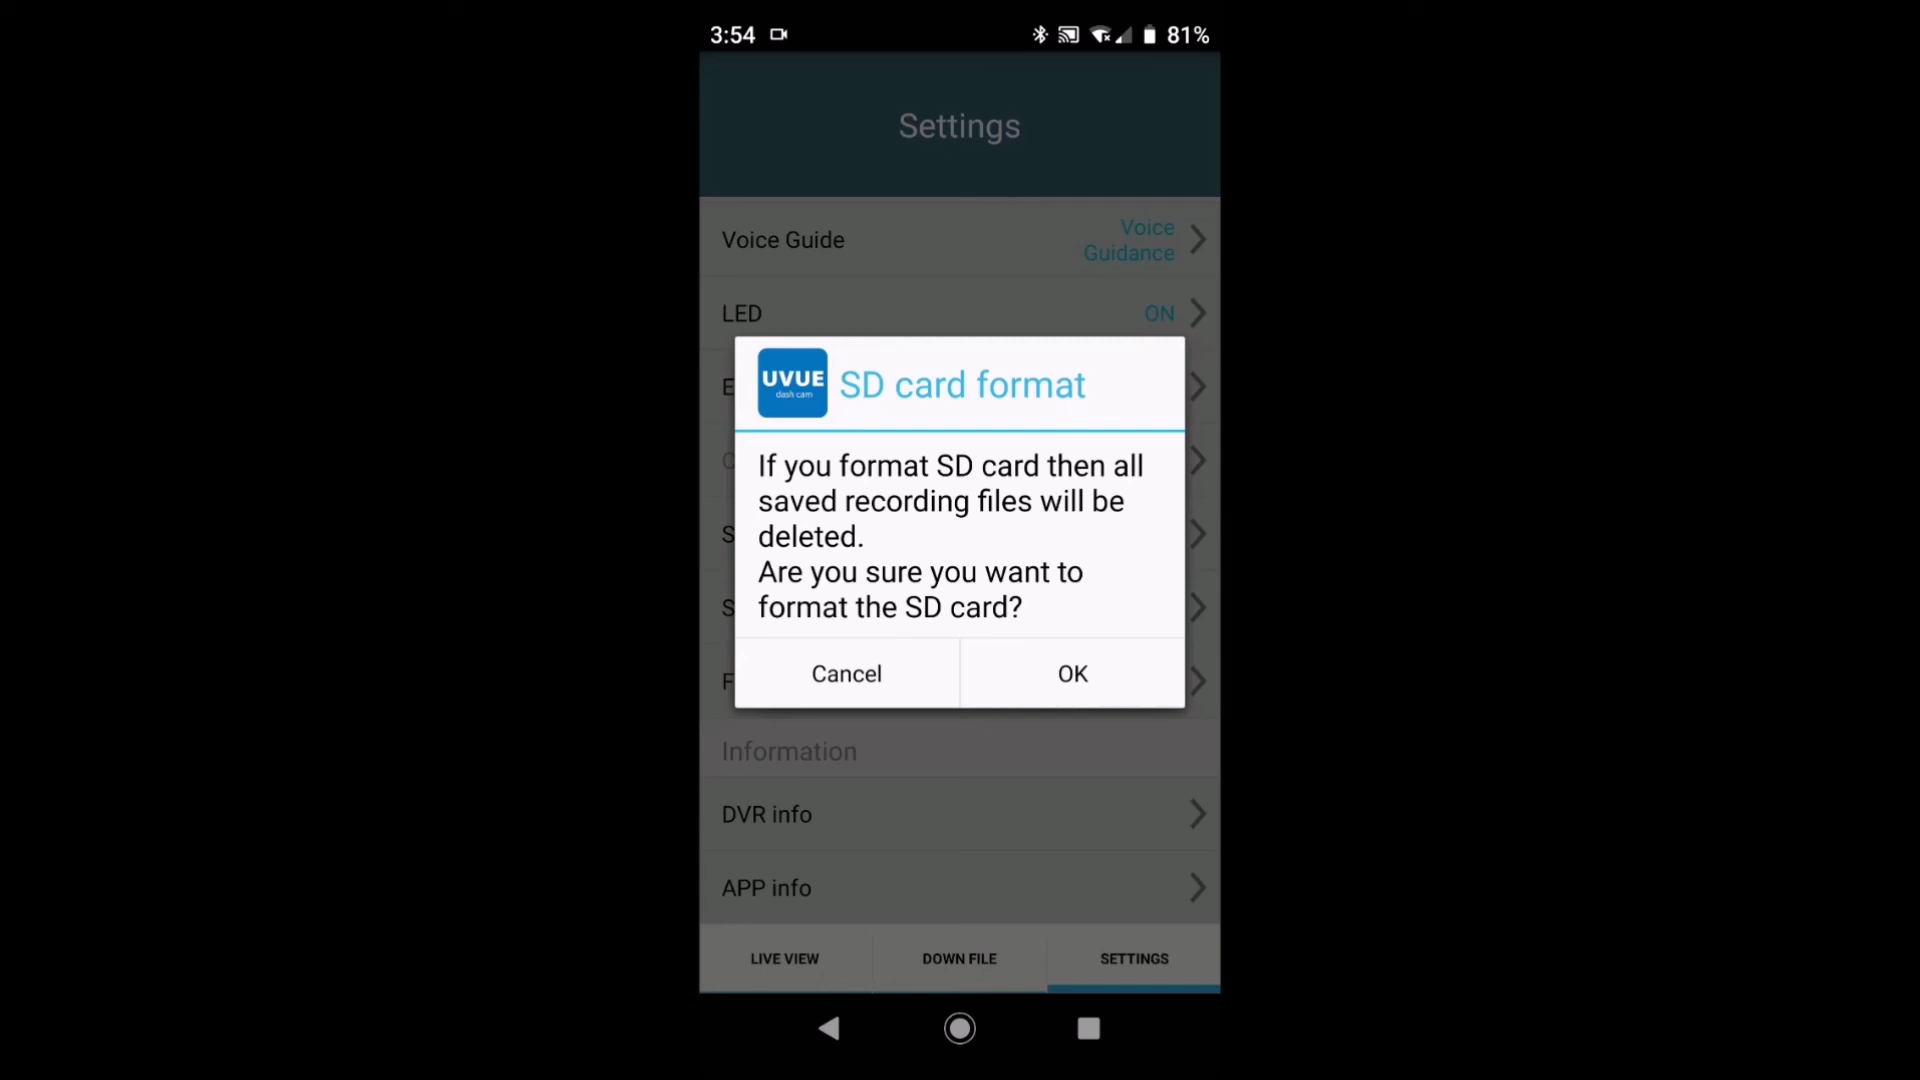 3:54
81%
Settings
Voice Guide
Voice
Guidance
LED
ON
UVUE
dash cam
SD card format
If you format SD card then all
saved recording files will be
deleted.
Are you sure you want to
format the SD card?
Cancel
OK
Information
DVR info
APP info
LIVE VIEW
DOWN FILE
SETTINGS